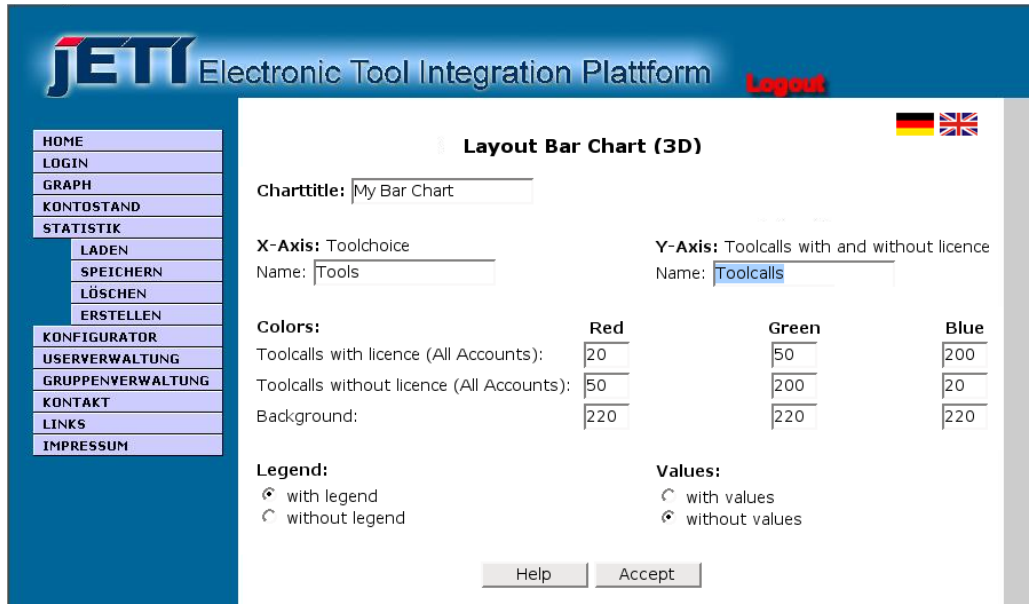 jETI Electronic Tool Integration Plattform
Logout
HOME
LOGIN
GRAPH
KONTOSTAND
STATISTIK
LADEN
SPEICHERN
LÖSCHEN
ERSTELLEN
KONFIGURATOR
USERVERWALTUNG
GRUPPENVERWALTUNG
KONTAKT
LINKS
IMPRESSUM
Layout Bar Chart (3D)
Charttitle: My Bar Chart
X-Axis: Toolchoice
Name: Tools
Y-Axis: Toolcalls with and without licence
Name: Toolcalls
Colors: Red Green Blue
Toolcalls with licence (All Accounts): 20 50 200
Toolcalls without licence (All Accounts): 50 200 20
Background: 220 220 220
Legend:
with legend
without legend
Values:
with values
without values
Help Accept